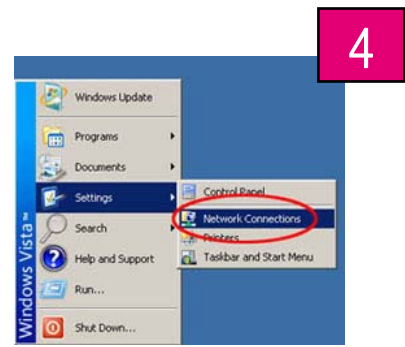 4
Windows Update
Programs
Documents
Settings
Control Panel
Network Connections
Printers
Taskbar and Start Menu
Search
Help and Support
Run...
Shut Down...
Windows Vista™